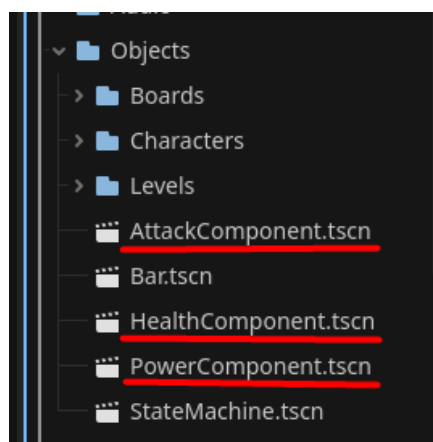 Objects
Boards
Characters
Levels
AttackComponent.tscn
Bar.tscn
HealthComponent.tscn
PowerComponent.tscn
StateMachine.tscn